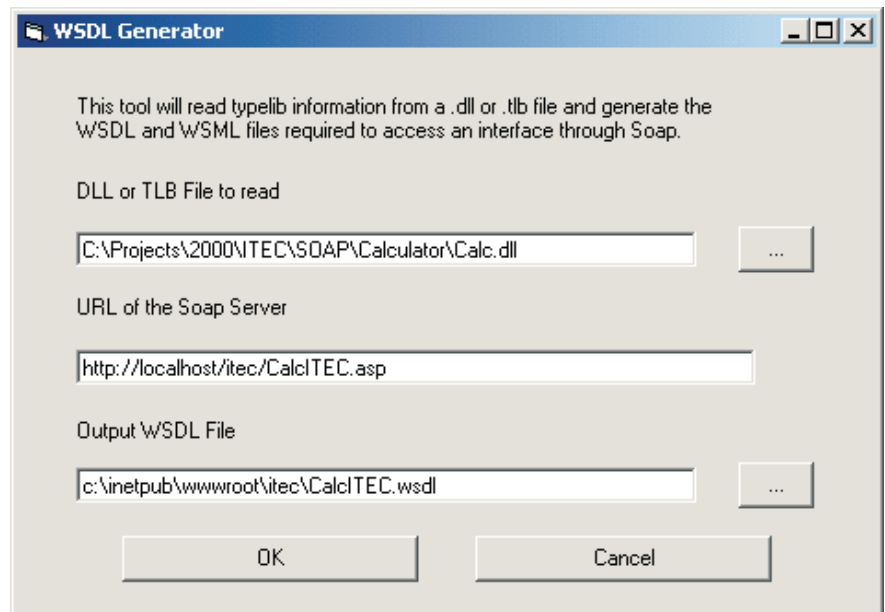 WSDL Generator
This tool will read typelib information from a .dll or .tlb file and generate the
WSDL and WSML files required to access an interface through Soap.
DLL or TLB File to read
C:\Projects\2000\ITEC\SOAP\Calculator\Calc.dll
...
URL of the Soap Server
http://localhost/itec/CalcITEC.asp
Output WSDL File
c:\inetpub\wwwroot\itec\CalcITEC.wsdl
...
OK
Cancel